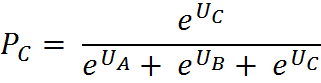 P_C = e^{U_C} / (e^{U_A} + e^{U_B} + e^{U_C})